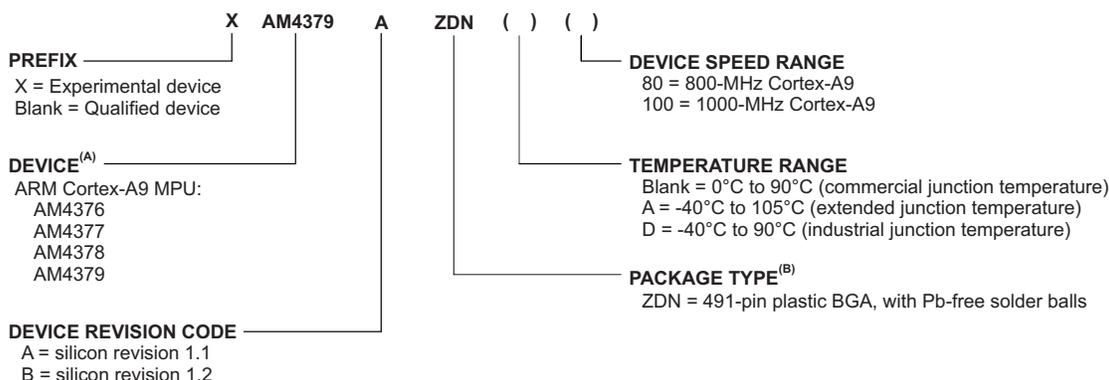 X AM4379 A ZDN ( ) ( )
PREFIX
X = Experimental device
Blank = Qualified device
DEVICE(A)
ARM Cortex-A9 MPU:
AM4376
AM4377
AM4378
AM4379
DEVICE REVISION CODE
A = silicon revision 1.1
B = silicon revision 1.2
DEVICE SPEED RANGE
80 = 800-MHz Cortex-A9
100 = 1000-MHz Cortex-A9
TEMPERATURE RANGE
Blank = 0°C to 90°C (commercial junction temperature)
A = -40°C to 105°C (extended junction temperature)
D = -40°C to 90°C (industrial junction temperature)
PACKAGE TYPE(B)
ZDN = 491-pin plastic BGA, with Pb-free solder balls